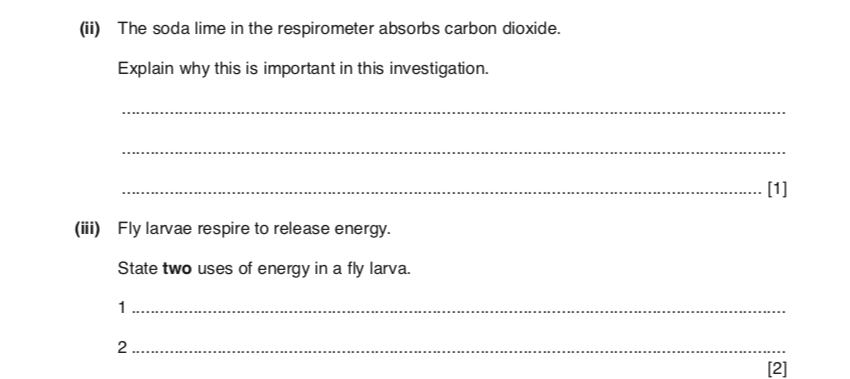 (ii) The soda lime in the respirometer absorbs carbon dioxide.
Explain why this is important in this investigation.
..........................................................................................................................................
..........................................................................................................................................
..................................................................................................................................... [1]
(iii) Fly larvae respire to release energy.
State two uses of energy in a fly larva.
1 ........................................................................................................................................
2 ........................................................................................................................................
[2]